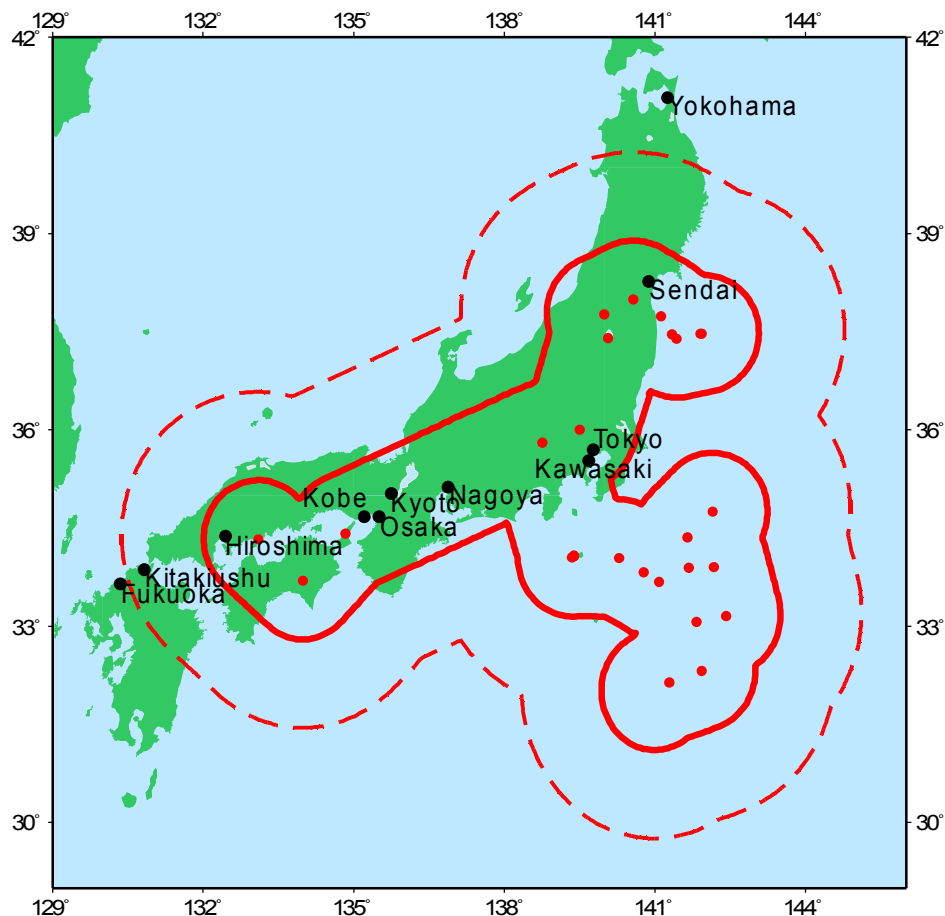 129° 132° 135° 138° 141° 144°
42° 42°
Yokohama
39° 39°
Sendai
36° 36°
Tokyo
Kawasaki
Kobe Kyoto Nagoya
Osaka
Hiroshima
Kitakiushu
Fukuoka
33° 33°
30° 30°
129° 132° 135° 138° 141° 144°